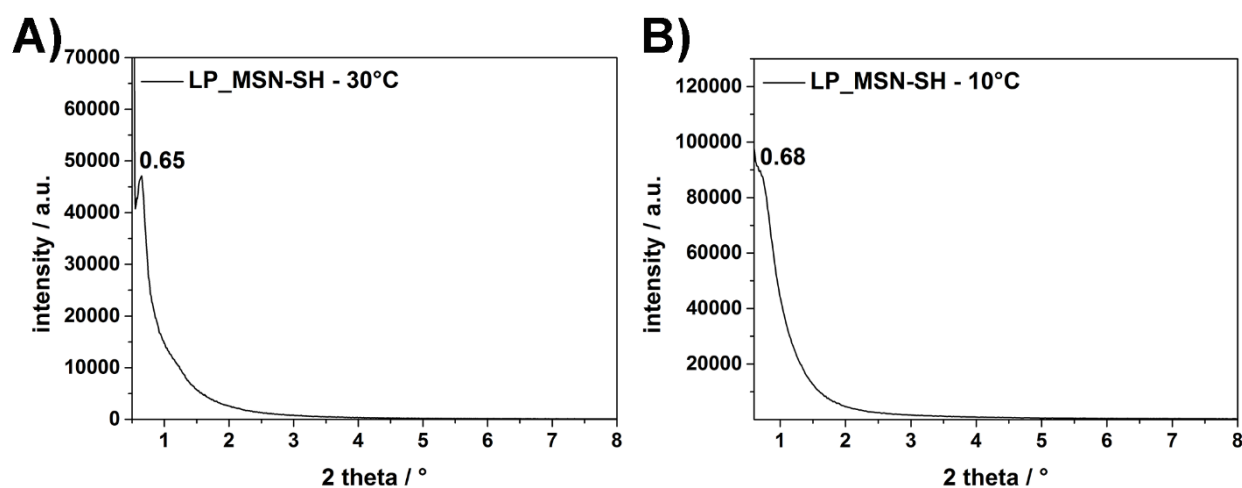 A)
70000
60000
50000
40000
30000
20000
10000
0
intensity / a.u.
LP_MSN-SH - 30°C
0.65
1 2 3 4 5 6 7 8
2 theta / °
B)
120000
100000
80000
60000
40000
20000
intensity / a.u.
LP_MSN-SH - 10°C
0.68
1 2 3 4 5 6 7 8
2 theta / °